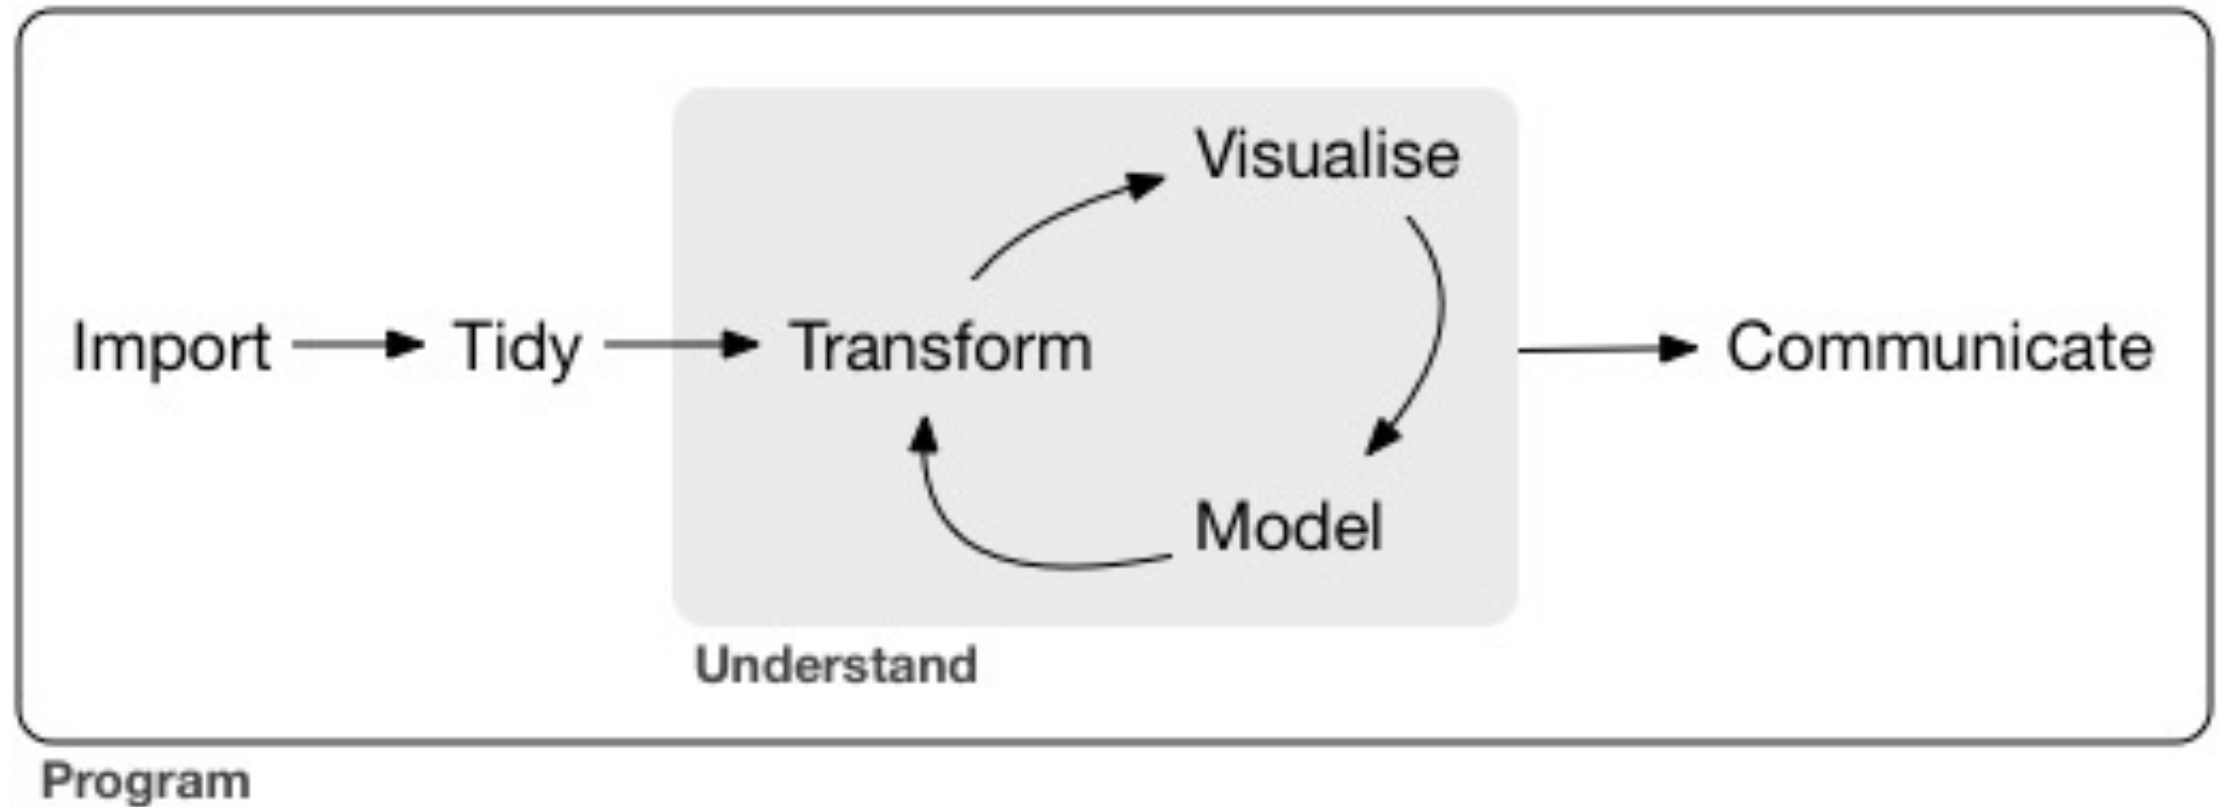 Visualise
Import Tidy Transform Communicate
Model
Understand
Program